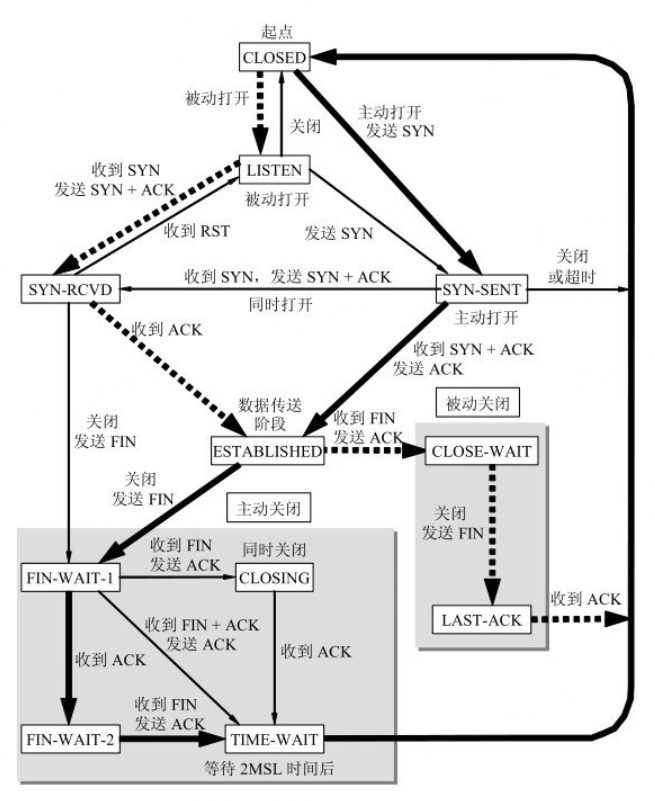 起点
CLOSED
被动打开
关闭
主动打开
发送 SYN
收到 SYN
发送 SYN + ACK
LISTEN
被动打开
收到 RST
发送 SYN
关闭
或超时
SYN-RCVD
收到 SYN，发送 SYN + ACK
同时打开
SYN-SENT
主动打开
收到 ACK
收到 SYN + ACK
发送 ACK
关闭
发送 FIN
数据传送
阶段
ESTABLISHED
收到 FIN
发送 ACK
被动关闭
CLOSE-WAIT
关闭
发送 FIN
主动关闭
关闭
发送 FIN
FIN-WAIT-1
收到 FIN
发送 ACK
同时关闭
CLOSING
LAST-ACK
收到 ACK
收到 ACK
收到 FIN + ACK
发送 ACK
收到 ACK
FIN-WAIT-2
收到 FIN
发送 ACK
TIME-WAIT
等待 2MSL 时间后